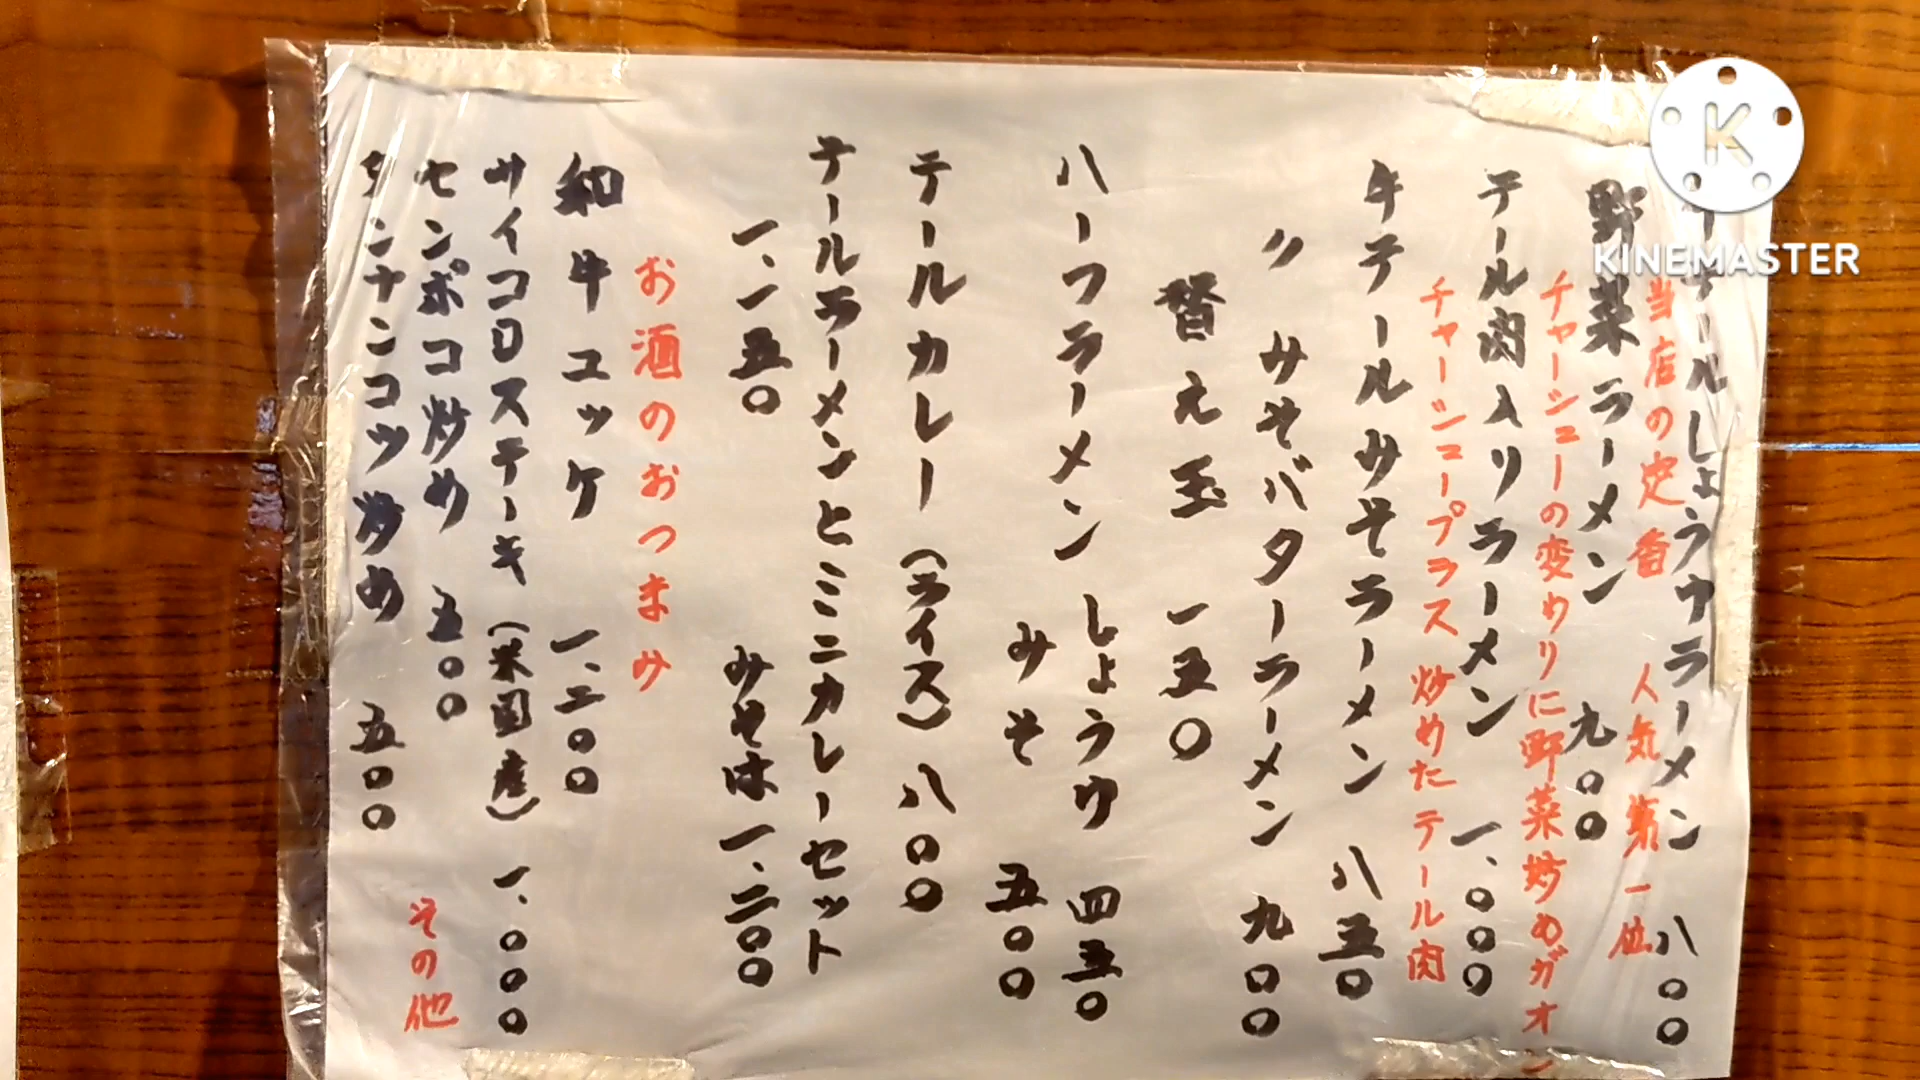 テールしょうゆラーメン 八〇〇
当店の定番 人気 第一位
野菜ラーメン 九〇〇
チャーシューの変わりに野菜炒めがオン
テール肉入りラーメン 一、〇〇〇
チャーシュープラス 炒めたテール肉
牛テールみそラーメン 八五〇
〃 みそバターラーメン 九〇〇
替え玉 一五〇
ハーフラーメン しょうゆ 四五〇
みそ 五〇〇
テールカレー (ライス) 八〇〇
テールラーメンとミニカレーセット
一、一五〇 みそは 一、二〇〇
お酒のおつまみ
和牛ユッケ 一、二〇〇
サイコロステーキ (米国産) 一、〇〇〇
センポコ炒め 五〇〇
ナンコツ炒め 五〇〇
その他
KINEMASTER